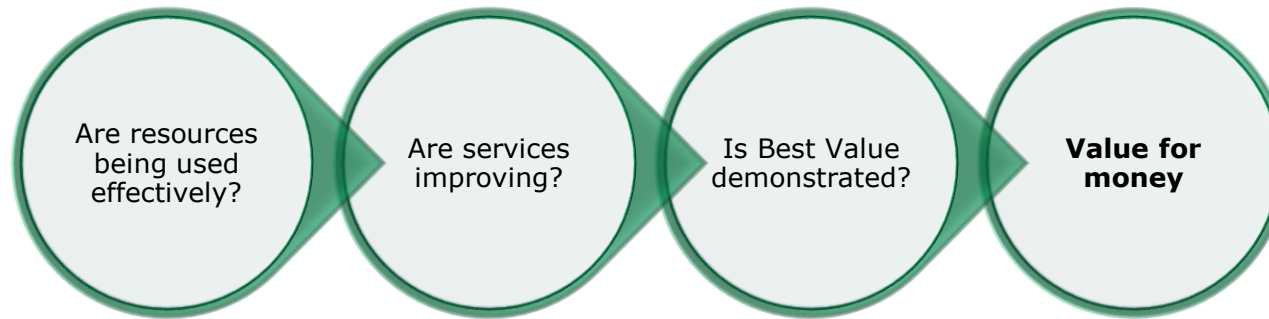 Are resources
being used
effectively?
Are services
improving?
Is Best Value
demonstrated?
Value for
money